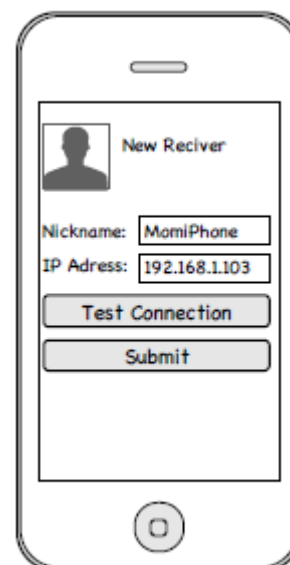 New Reciver
Nickname: MomiPhone
IP Adress: 192.168.1.103
Test Connection
Submit